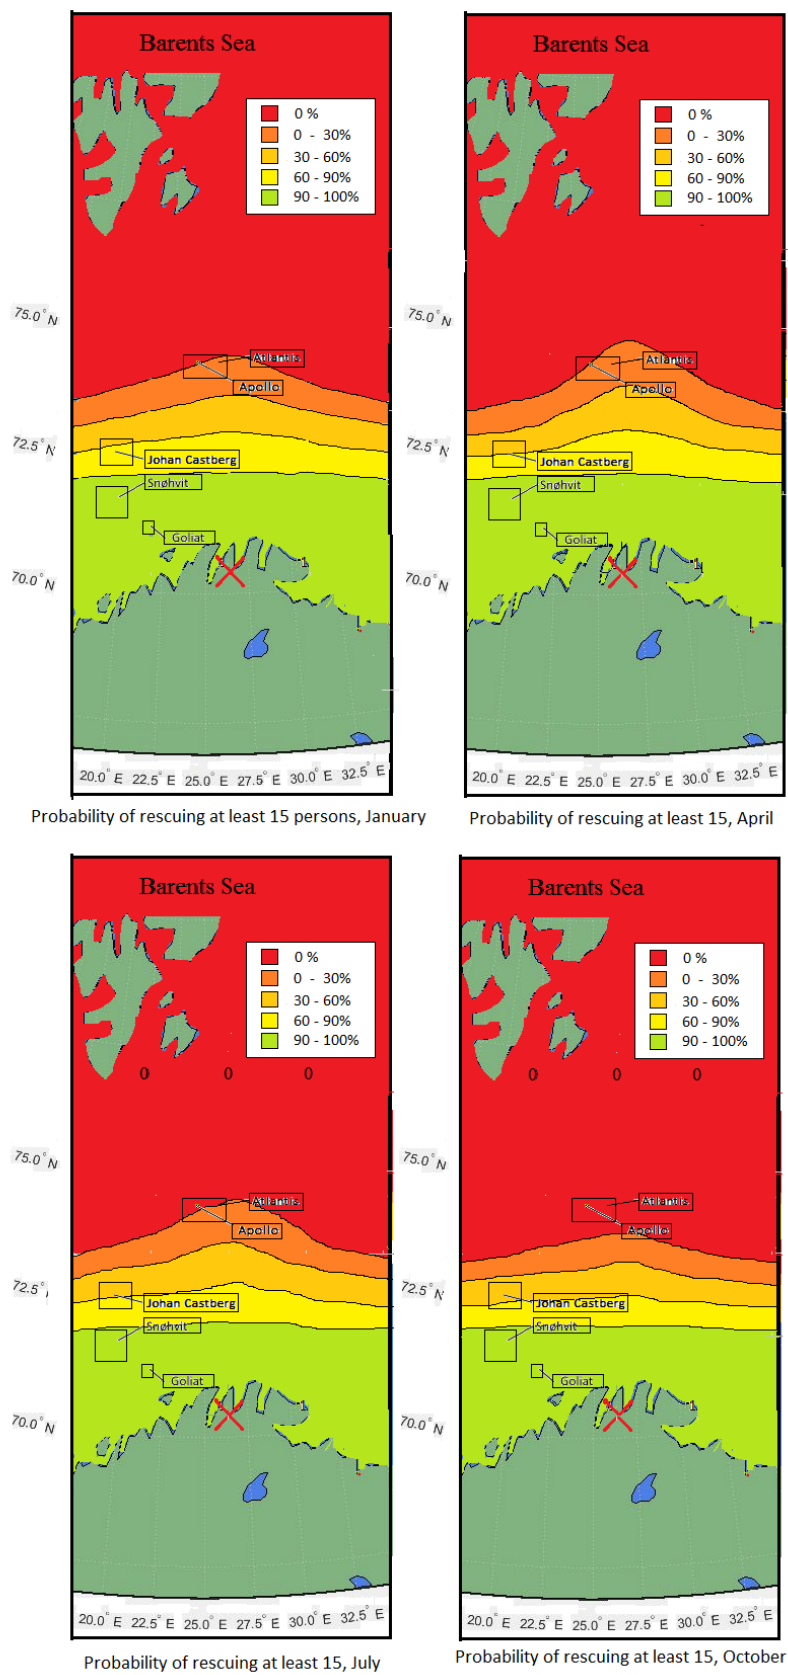 Barents Sea
0 %
0 - 30%
30 - 60%
60 - 90%
90 - 100%
75.0° N
Atlantis
Apollo
72.5° N
Johan Castberg
Snøhvit
Goliat
70.0° N
20.0° E 22.5° E 25.0° E 27.5° E 30.0° E 32.5° E
Probability of rescuing at least 15 persons, January
Barents Sea
0 %
0 - 30%
30 - 60%
60 - 90%
90 - 100%
75.0° N
Atlantis
Apollo
72.5° N
Johan Castberg
Snøhvit
Goliat
70.0° N
20.0° E 22.5° E 25.0° E 27.5° E 30.0° E 32.5° E
Probability of rescuing at least 15, April
Barents Sea
0 %
0 - 30%
30 - 60%
60 - 90%
90 - 100%
0 0 0
75.0° N
Atlantis
Apollo
72.5°
Johan Castberg
Snøhvit
Goliat
70.0° N
20.0° E 22.5° E 25.0° E 27.5° E 30.0° E 32.5° E
Probability of rescuing at least 15, July
Barents Sea
0 %
0 - 30%
30 - 60%
60 - 90%
90 - 100%
0 0 0
75.0° N
Atlantis
Apollo
72.5° N
Johan Castberg
Snøhvit
Goliat
70.0° N
20.0° E 22.5° E 25.0° E 27.5° E 30.0° E 32.5° E
Probability of rescuing at least 15, October